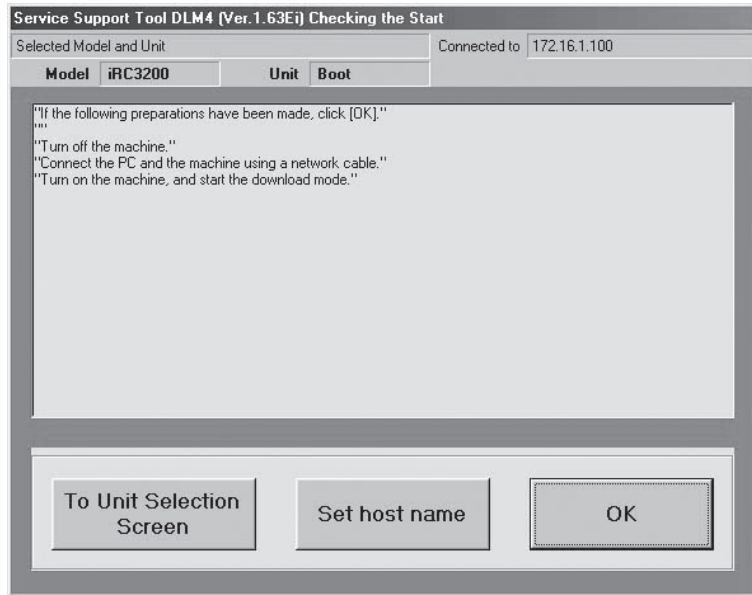 Service Support Tool DLM4 (Ver.1.63Ei) Checking the Start
Selected Model and Unit
Connected to 172.16.1.100
Model iRC3200 Unit Boot
"If the following preparations have been made, click [OK]."
""
"Turn off the machine."
"Connect the PC and the machine using a network cable."
"Turn on the machine, and start the download mode."
To Unit Selection
Screen
Set host name
OK